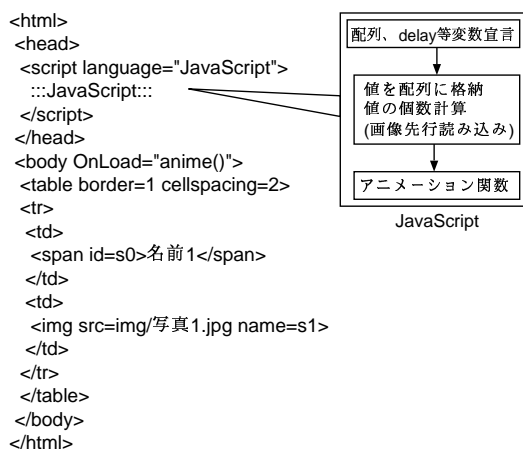 <html>
<head>
<script language="JavaScript">
:::JavaScript:::
</script>
</head>
<body OnLoad="anime()">
<table border=1 cellspacing=2>
<tr>
<td>
<span id=s0>名前1</span>
</td>
<td>
<img src=img/写真1.jpg name=s1>
</td>
</tr>
</table>
</body>
</html>
配列、delay等変数宣言
値を配列に格納
値の個数計算
(画像先行読み込み)
アニメーション関数
JavaScript